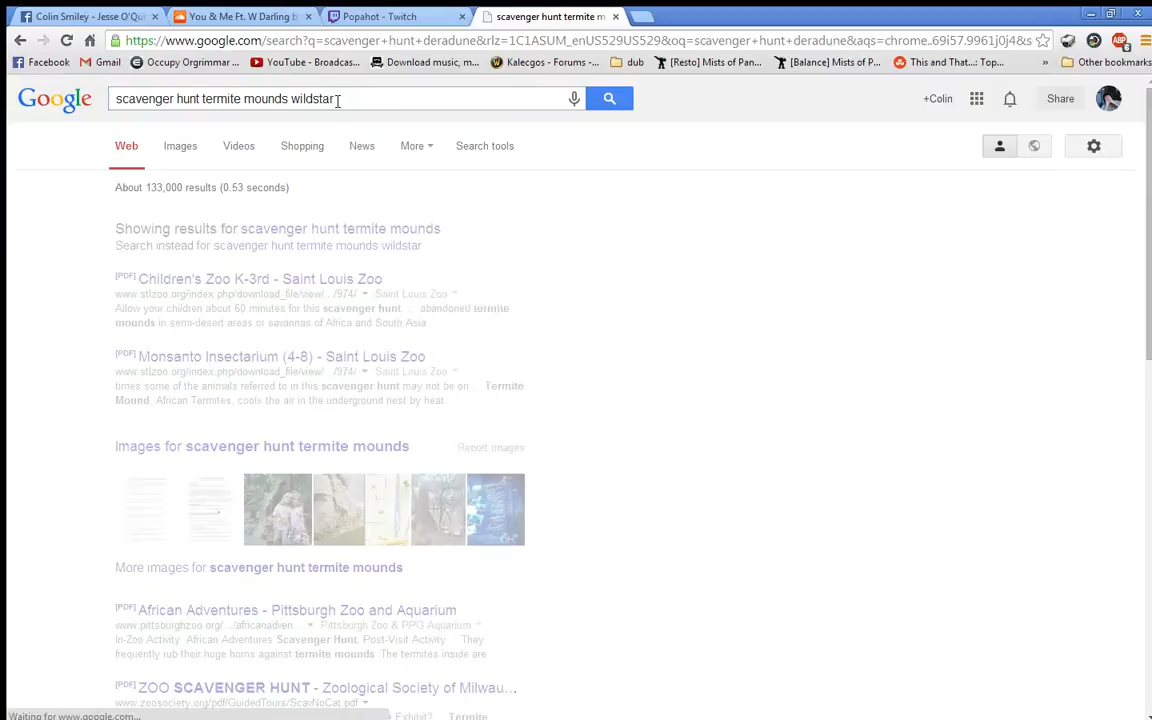 Colin Smiley - Jesse O'Qui You & Me Ft. W Darling b Popahot - Twitch scavenger hunt termite m
https://www.google.com/search?q=scavenger+hunt+deradune&rlz=1C1ASUM_enUS529US529&oq=scavenger+hunt+deradune&aqs=chrome..69i57.9961j0j4&s
Facebook Gmail Occupy Orgrimmar... YouTube - Broadcas... Download music, m... Kalecgos - Forums -... dub [Resto] Mists of Pan... [Balance] Mists of P... This and That...: Top... » Other bookmarks
Google scavenger hunt termite mounds wildstar +Colin Share
Web Images Videos Shopping News More Search tools
About 133,000 results (0.53 seconds)
Showing results for scavenger hunt termite mounds
Search instead for scavenger hunt termite mounds wildstar
[PDF] Children's Zoo K-3rd - Saint Louis Zoo
www.stlzoo.org/index.php/download_file/view/.../974/ Saint Louis Zoo
Allow your children about 60 minutes for this scavenger hunt. ... abandoned termite
mounds in semi-desert areas or savannas of Africa and South Asia
[PDF] Monsanto Insectarium (4-8) - Saint Louis Zoo
www.stlzoo.org/index.php/download_file/view/.../974/ Saint Louis Zoo
times some of the animals referred to in this scavenger hunt may not be on ... Termite
Mound, African Termites, cools the air in the underground nest by heat
Images for scavenger hunt termite mounds Report images
More images for scavenger hunt termite mounds
[PDF] African Adventures - Pittsburgh Zoo and Aquarium
www.pittsburghzoo.org/.../africanadven... Pittsburgh Zoo & PPG Aquarium
In-Zoo Activity. African Adventures Scavenger Hunt. Post-Visit Activity They
frequently rub their huge horns against termite mounds. The termites inside are
[PDF] ZOO SCAVENGER HUNT - Zoological Society of Milwau...
www.zoosociety.org/pdf/GuidedTours/ScavNoCat.pdf
Waiting for www.google.com... Exhibit? Termite